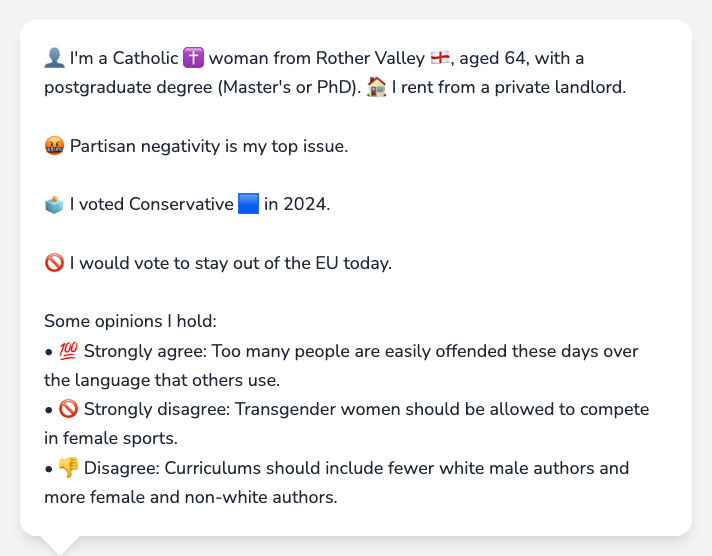 👤 I'm a Catholic ✝️ woman from Rother Valley 🏴󠁧󠁢󠁥󠁮󠁧󠁿, aged 64, with a
postgraduate degree (Master's or PhD). 🏠 I rent from a private landlord.
🤬 Partisan negativity is my top issue.
🗳️ I voted Conservative 🟦 in 2024.
🚫 I would vote to stay out of the EU today.
Some opinions I hold:
• 💯 Strongly agree: Too many people are easily offended these days over
the language that others use.
• 🚫 Strongly disagree: Transgender women should be allowed to compete
in female sports.
• 👎 Disagree: Curriculums should include fewer white male authors and
more female and non-white authors.